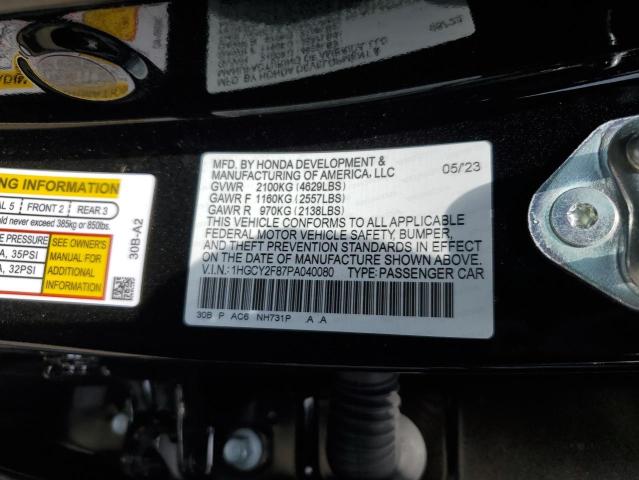 MFD. BY HONDA DEVELOPMENT &
MANUFACTURING OF AMERICA, LLC
05/'23
GVWR 2100KG (4629LBS)
GAWR F 1160KG (2557LBS)
GAWR R 970KG (2138LBS)
THIS VEHICLE CONFORMS TO ALL APPLICABLE
FEDERAL MOTOR VEHICLE SAFETY, BUMPER,
AND THEFT PREVENTION STANDARDS IN EFFECT
ON THE DATE OF MANUFACTURE SHOWN ABOVE.
V.I.N.: 1HGCY2F87PA040080 TYPE: PASSENGER CAR
30B P AC6 NH731P A A
NG INFORMATION
AL 5 FRONT 2 REAR 3
uld never exceed 385kg or 850lbs.
E PRESSURE
A, 35PSI
A, 32PSI
SEE OWNER'S
MANUAL FOR
ADDITIONAL
INFORMATION
30B-A2